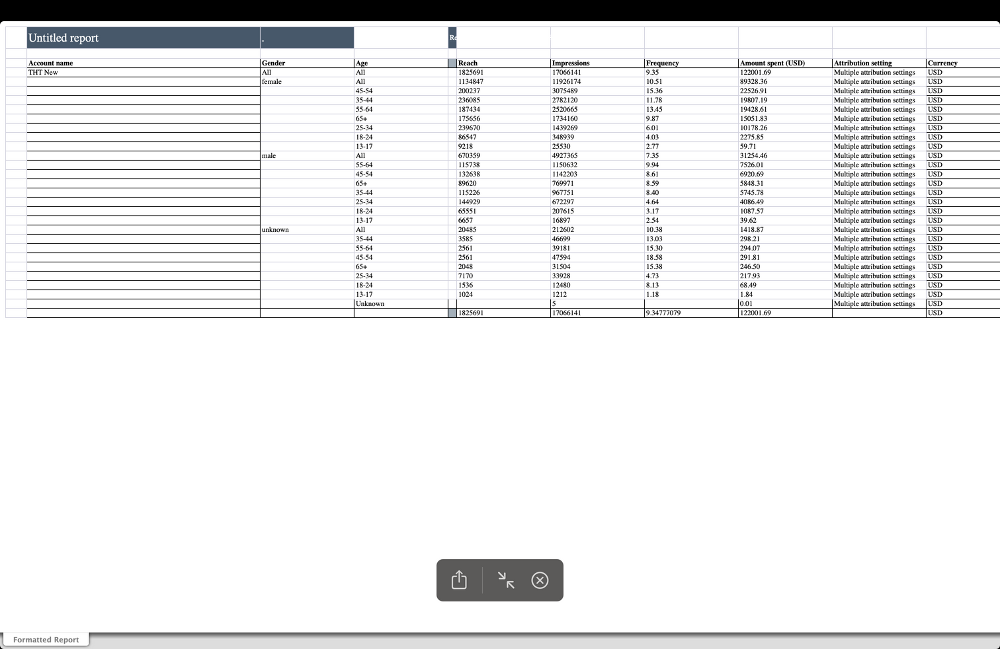 Untitled report - Re
Account name Gender Age Reach Impressions Frequency Amount spent (USD) Attribution setting Currency
THT New All All 1825691 17066141 9.35 122001.69 Multiple attribution settings USD
female All 1134847 11926174 10.51 89328.36 Multiple attribution settings USD
45-54 200237 3075489 15.36 22526.91 Multiple attribution settings USD
35-44 236085 2782120 11.78 19807.19 Multiple attribution settings USD
55-64 187434 2520665 13.45 19428.61 Multiple attribution settings USD
65+ 175656 1734160 9.87 15051.83 Multiple attribution settings USD
25-34 239670 1439269 6.01 10178.26 Multiple attribution settings USD
18-24 86547 348939 4.03 2275.85 Multiple attribution settings USD
13-17 9218 25530 2.77 59.71 Multiple attribution settings USD
male All 670359 4927365 7.35 31254.46 Multiple attribution settings USD
55-64 115738 1150632 9.94 7526.01 Multiple attribution settings USD
45-54 132638 1142203 8.61 6920.69 Multiple attribution settings USD
65+ 89620 769971 8.59 5848.31 Multiple attribution settings USD
35-44 115226 967751 8.40 5745.78 Multiple attribution settings USD
25-34 144929 672297 4.64 4086.49 Multiple attribution settings USD
18-24 65551 207615 3.17 1087.57 Multiple attribution settings USD
13-17 6657 16897 2.54 39.62 Multiple attribution settings USD
unknown All 20485 212602 10.38 1418.87 Multiple attribution settings USD
35-44 3585 46699 13.03 298.21 Multiple attribution settings USD
55-64 2561 39181 15.30 294.07 Multiple attribution settings USD
45-54 2561 47594 18.58 291.81 Multiple attribution settings USD
65+ 2048 31504 15.38 246.50 Multiple attribution settings USD
25-34 7170 33928 4.73 217.93 Multiple attribution settings USD
18-24 1536 12480 8.13 68.49 Multiple attribution settings USD
13-17 1024 1212 1.18 1.84 Multiple attribution settings USD
Unknown 5 0.01 Multiple attribution settings USD
1825691 17066141 9.34777079 122001.69 USD
Formatted Report